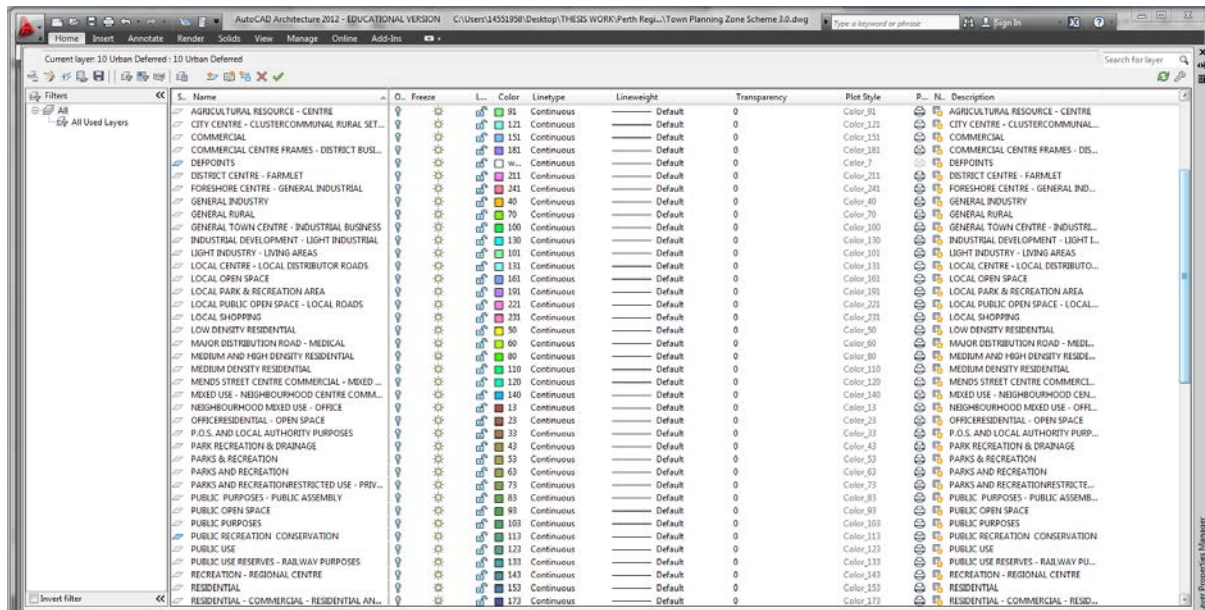 AutoCAD Architecture 2012 - EDUCATIONAL VERSION C:\Users\14551958\Desktop\THESIS WORK\Perth Regi...\Town Planning Zone Scheme 3.0.dwg Type a keyword or phrase Sign In
Home Insert Annotate Render Solids View Manage Online Add-Ins
Current layer: 10 Urban Deferred : 10 Urban Deferred Search for layer
Filters S.. Name O.. Freeze L... Color Linetype Lineweight Transparency Plot Style P... N.. Description
All AGRICULTURAL RESOURCE - CENTRE 91 Continuous Default 0 Color_91 AGRICULTURAL RESOURCE - CENTRE
All Used Layers CITY CENTRE - CLUSTERCOMMUNAL RURAL SET... 121 Continuous Default 0 Color_121 CITY CENTRE - CLUSTERCOMMUNAL...
COMMERCIAL 151 Continuous Default 0 Color_151 COMMERCIAL
COMMERCIAL CENTRE FRAMES - DISTRICT BUSI... 181 Continuous Default 0 Color_181 COMMERCIAL CENTRE FRAMES - DIS...
DEFPOINTS w... Continuous Default 0 Color_7 DEFPOINTS
DISTRICT CENTRE - FARMLET 211 Continuous Default 0 Color_211 DISTRICT CENTRE - FARMLET
FORESHORE CENTRE - GENERAL INDUSTRIAL 241 Continuous Default 0 Color_241 FORESHORE CENTRE - GENERAL IND...
GENERAL INDUSTRY 40 Continuous Default 0 Color_40 GENERAL INDUSTRY
GENERAL RURAL 70 Continuous Default 0 Color_70 GENERAL RURAL
GENERAL TOWN CENTRE - INDUSTRIAL BUSINESS 100 Continuous Default 0 Color_100 GENERAL TOWN CENTRE - INDUSTRI...
INDUSTRIAL DEVELOPMENT - LIGHT INDUSTRIAL 130 Continuous Default 0 Color_130 INDUSTRIAL DEVELOPMENT - LIGHT I...
LIGHT INDUSTRY - LIVING AREAS 101 Continuous Default 0 Color_101 LIGHT INDUSTRY - LIVING AREAS
LOCAL CENTRE - LOCAL DISTRIBUTOR ROADS 131 Continuous Default 0 Color_131 LOCAL CENTRE - LOCAL DISTRIBUTO...
LOCAL OPEN SPACE 161 Continuous Default 0 Color_161 LOCAL OPEN SPACE
LOCAL PARK & RECREATION AREA 191 Continuous Default 0 Color_191 LOCAL PARK & RECREATION AREA
LOCAL PUBLIC OPEN SPACE - LOCAL ROADS 221 Continuous Default 0 Color_221 LOCAL PUBLIC OPEN SPACE - LOCAL...
LOCAL SHOPPING 231 Continuous Default 0 Color_231 LOCAL SHOPPING
LOW DENSITY RESIDENTIAL 50 Continuous Default 0 Color_50 LOW DENSITY RESIDENTIAL
MAJOR DISTRIBUTION ROAD - MEDICAL 60 Continuous Default 0 Color_60 MAJOR DISTRIBUTION ROAD - MEDI...
MEDIUM AND HIGH DENSITY RESIDENTIAL 80 Continuous Default 0 Color_80 MEDIUM AND HIGH DENSITY RESIDE...
MEDIUM DENSITY RESIDENTIAL 110 Continuous Default 0 Color_110 MEDIUM DENSITY RESIDENTIAL
MENDS STREET CENTRE COMMERCIAL - MIXED ... 120 Continuous Default 0 Color_120 MENDS STREET CENTRE COMMERCI...
MIXED USE - NEIGHBOURHOOD CENTRE COMM... 140 Continuous Default 0 Color_140 MIXED USE - NEIGHBOURHOOD CEN...
NEIGHBOURHOOD MIXED USE - OFFICE 13 Continuous Default 0 Color_13 NEIGHBOURHOOD MIXED USE - OFFI...
OFFICERESIDENTIAL - OPEN SPACE 23 Continuous Default 0 Color_23 OFFICERESIDENTIAL - OPEN SPACE
P.O.S. AND LOCAL AUTHORITY PURPOSES 33 Continuous Default 0 Color_33 P.O.S. AND LOCAL AUTHORITY PURP...
PARK RECREATION & DRAINAGE 43 Continuous Default 0 Color_43 PARK RECREATION & DRAINAGE
PARKS & RECREATION 53 Continuous Default 0 Color_53 PARKS & RECREATION
PARKS AND RECREATION 63 Continuous Default 0 Color_63 PARKS AND RECREATION
PARKS AND RECREATIONRESTRICTED USE - PRIV... 73 Continuous Default 0 Color_73 PARKS AND RECREATIONRESTRICTE...
PUBLIC PURPOSES - PUBLIC ASSEMBLY 83 Continuous Default 0 Color_83 PUBLIC PURPOSES - PUBLIC ASSEMB...
PUBLIC OPEN SPACE 93 Continuous Default 0 Color_93 PUBLIC OPEN SPACE
PUBLIC PURPOSES 103 Continuous Default 0 Color_103 PUBLIC PURPOSES
PUBLIC RECREATION CONSERVATION 113 Continuous Default 0 Color_113 PUBLIC RECREATION CONSERVATION
PUBLIC USE 123 Continuous Default 0 Color_123 PUBLIC USE
PUBLIC USE RESERVES - RAILWAY PURPOSES 133 Continuous Default 0 Color_133 PUBLIC USE RESERVES - RAILWAY PU...
RECREATION - REGIONAL CENTRE 143 Continuous Default 0 Color_143 RECREATION - REGIONAL CENTRE
RESIDENTIAL 153 Continuous Default 0 Color_153 RESIDENTIAL
Invert filter RESIDENTIAL - COMMERCIAL - RESIDENTIAL AN... 173 Continuous Default 0 Color_173 RESIDENTIAL - COMMERCIAL - RESID...
Properties Manager